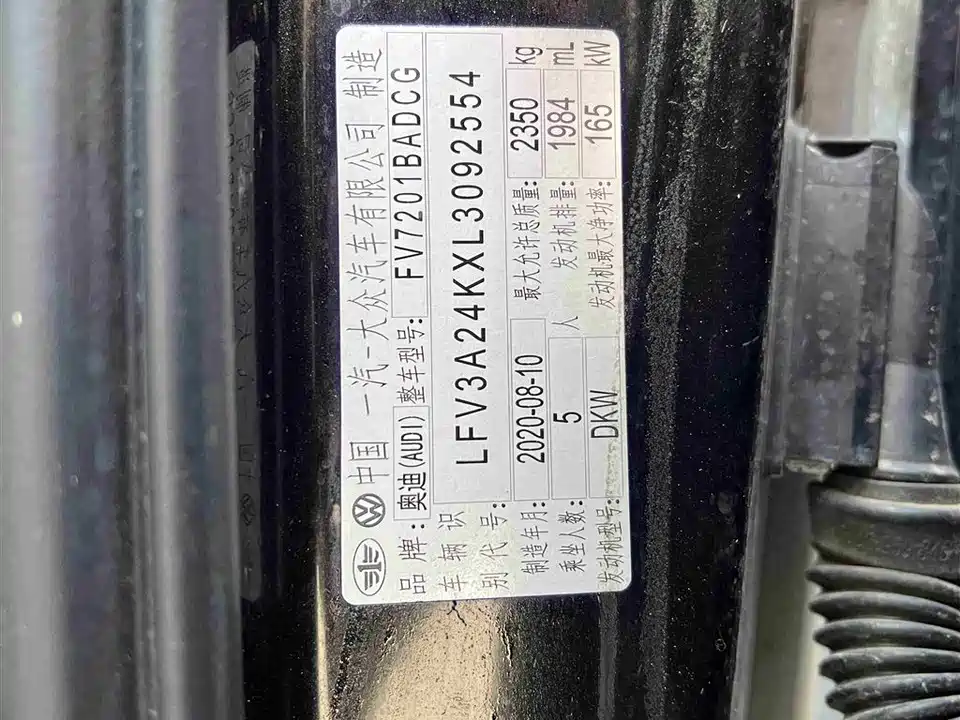 中国 一汽-大众汽车有限公司 制造
品牌: 奥迪(AUDI) 整车型号: FV7201BADCG
车辆识别代号: LFV3A24KXL3092554
制造年月: 2020-08-10 最大允许总质量: 2350 kg
乘坐人数: 5 人 发动机排量: 1984 mL
发动机型号: DKW 发动机最大净功率: 165 kW